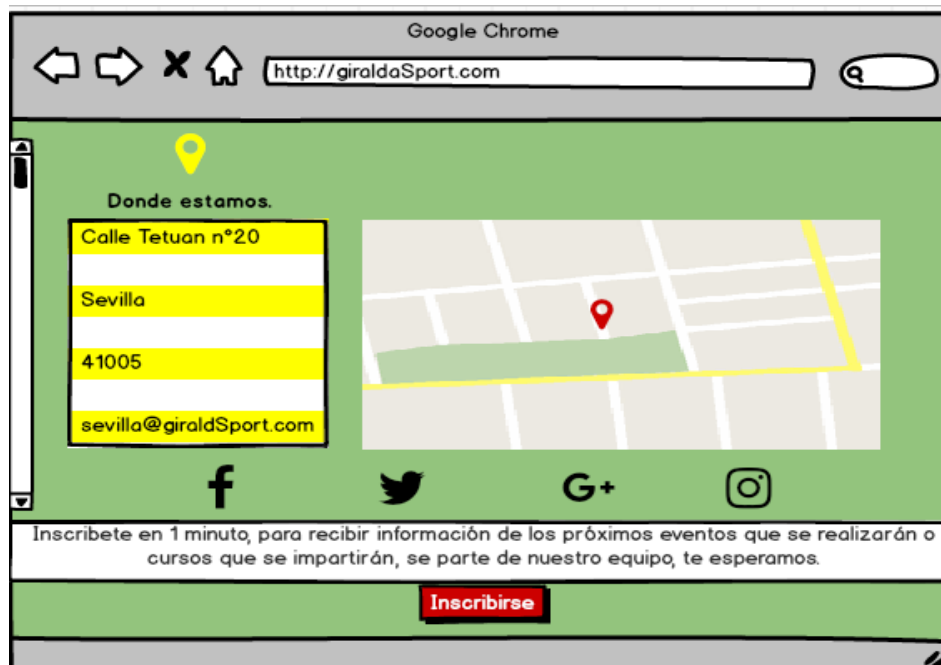 Google Chrome
http://giraldaSport.com
Donde estamos.
Calle Tetuan nº20
Sevilla
41005
sevilla@giraldSport.com
G+
Inscribete en 1 minuto, para recibir información de los próximos eventos que se realizarán o
cursos que se impartirán, se parte de nuestro equipo, te esperamos.
Inscribirse